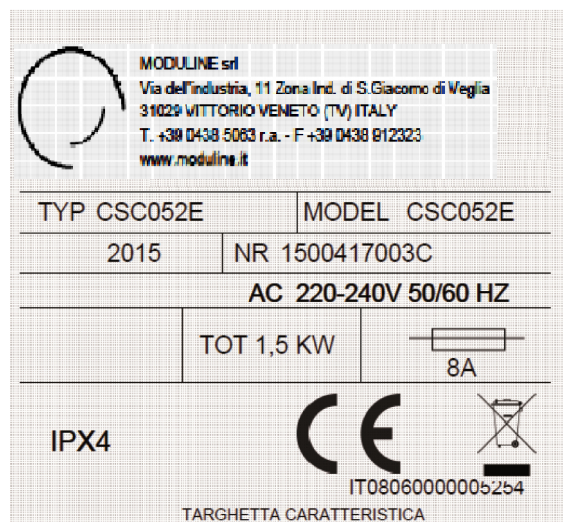 MODULINE srl
Via dell'industria, 11 Zona Ind. di S.Giacomo di Veglia
31029 VITTORIO VENETO (TV) ITALY
T. +39 0438 5063 r.a. - F +39 0438 912323
www.moduline.it
TYP CSC052E MODEL CSC052E
2015 NR 1500417003C
AC 220-240V 50/60 HZ
TOT 1,5 KW
8A
IPX4 CE
IT08060000005254
TARGHETTA CARATTERISTICA